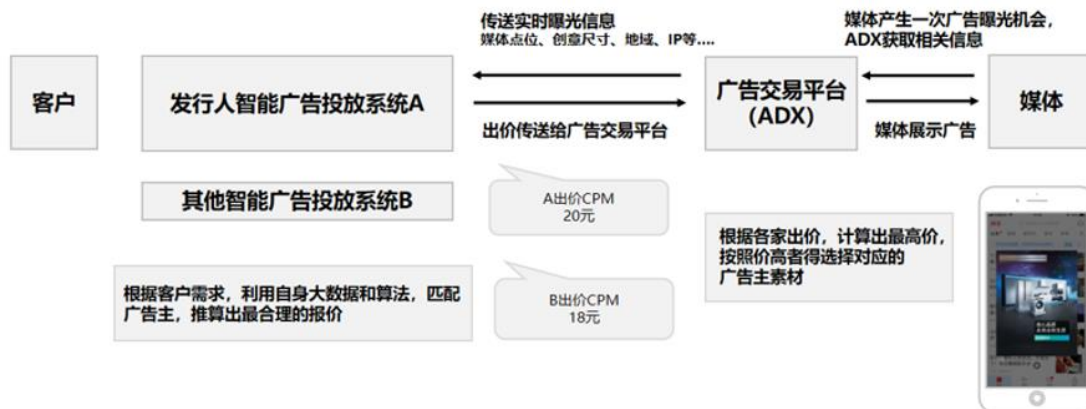 传送实时曝光信息
媒体点位、创意尺寸、地域、IP等....
媒体产生一次广告曝光机会，
ADX获取相关信息
客户
发行人智能广告投放系统A
广告交易平台
（ADX）
媒体
出价传送给广告交易平台
媒体展示广告
其他智能广告投放系统B
A出价CPM
20元
根据各家出价，计算出最高价，
按照价高者得选择对应的
广告主素材
根据客户需求，利用自身大数据和算法，匹配
广告主，推算出最合理的报价
B出价CPM
18元